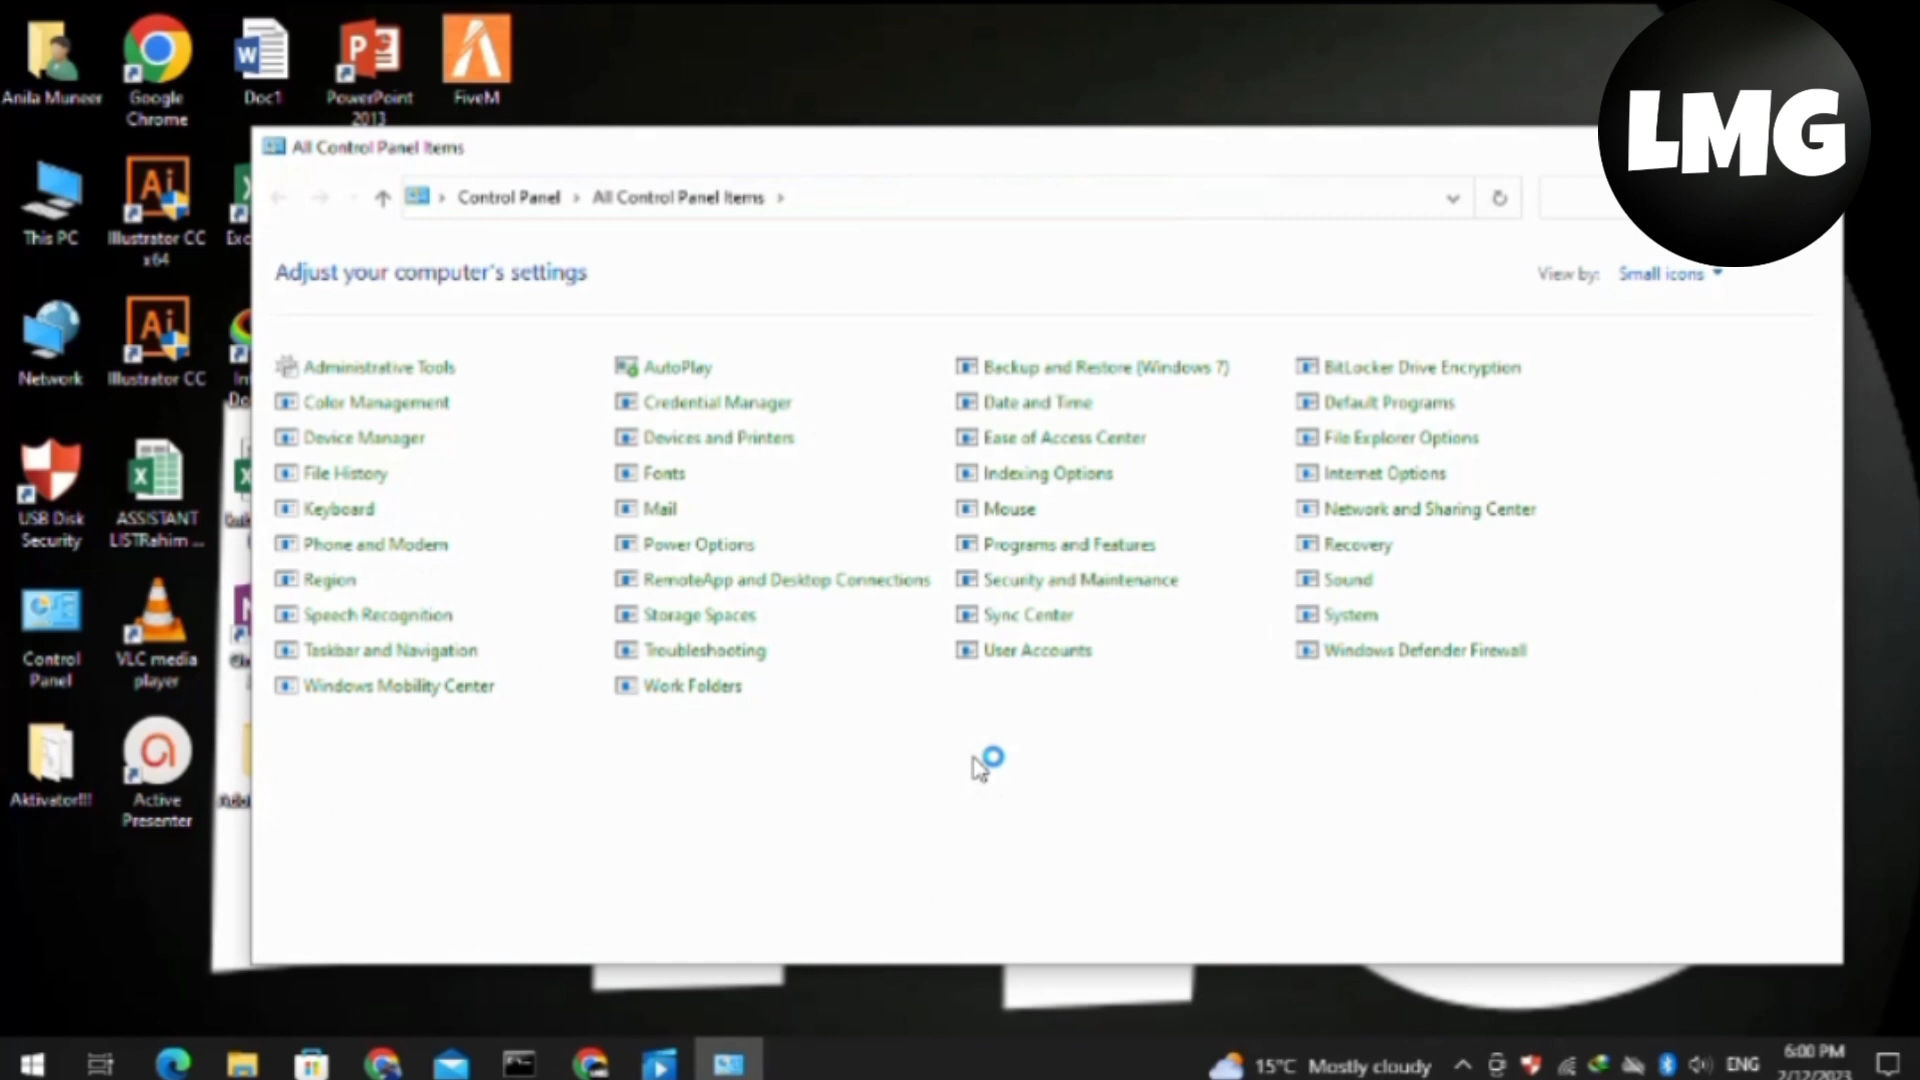 Anila Muneer
Google
Chrome
Doc1
PowerPoint
2013
FiveM
LMG
All Control Panel Items
Control Panel
All Control Panel Items
Adjust your computer's settings
View by:
Small icons
This PC
Illustrator CC
x64
Network
Illustrator CC
USB Disk
Security
ASSISTANT
LISTRahim ...
Control
Panel
VLC media
player
Aktivator!!!
Active
Presenter
Administrative Tools
AutoPlay
Backup and Restore (Windows 7)
BitLocker Drive Encryption
Color Management
Credential Manager
Date and Time
Default Programs
Device Manager
Devices and Printers
Ease of Access Center
File Explorer Options
File History
Fonts
Indexing Options
Internet Options
Keyboard
Mail
Mouse
Network and Sharing Center
Phone and Modem
Power Options
Programs and Features
Recovery
Region
RemoteApp and Desktop Connections
Security and Maintenance
Sound
Speech Recognition
Storage Spaces
Sync Center
System
Taskbar and Navigation
Troubleshooting
User Accounts
Windows Defender Firewall
Windows Mobility Center
Work Folders
15°C Mostly cloudy
ENG
6:00 PM
2/12/2023